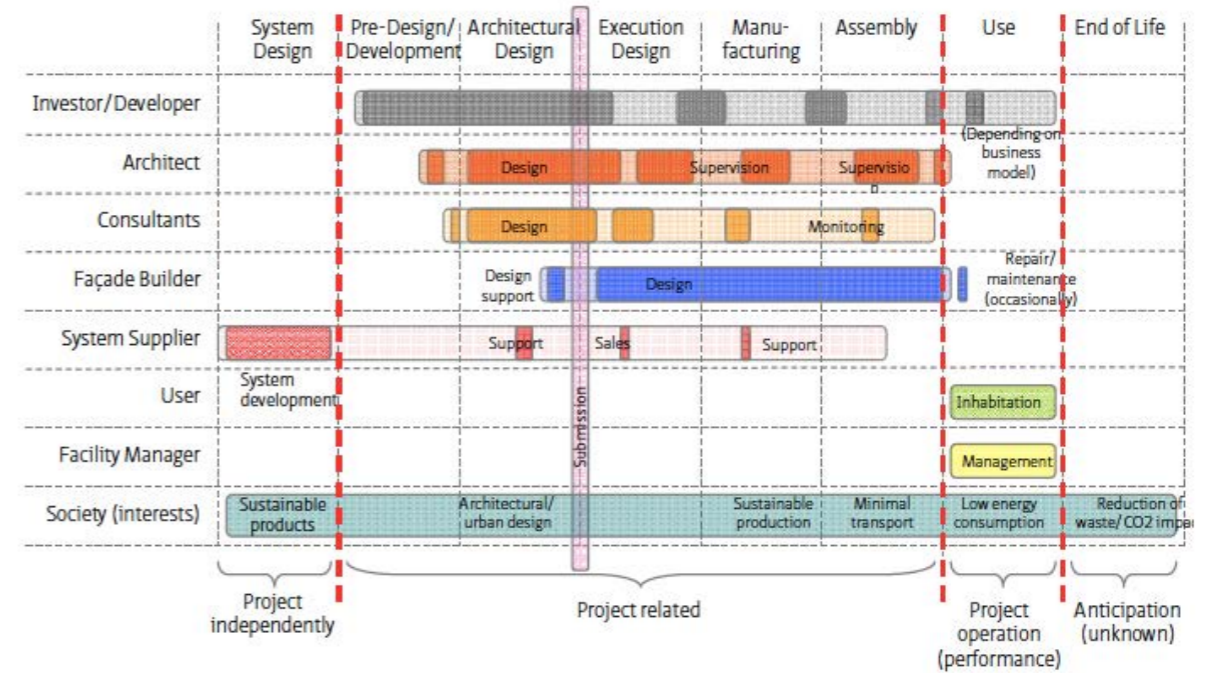 System
Design
Pre-Design/
Development
Architectural
Design
Execution
Design
Manu-
facturing
Assembly
Use
End of Life
Investor/Developer
(Depending on
business
model)
Architect
Design
Supervision
Supervisio
n
Consultants
Design
Monitoring
Façade Builder
Design
support
Design
Repair/
maintenance
(occasionally)
System Supplier
Support
Sales
Support
System
development
User
Inhabitation
Submission
Facility Manager
Management
Society (interests)
Sustainable
products
Architectural/
urban design
Sustainable
production
Minimal
transport
Low energy
consumption
Reduction of
waste/ CO2 impa
Project
independently
Project related
Project
operation
(performance)
Anticipation
(unknown)